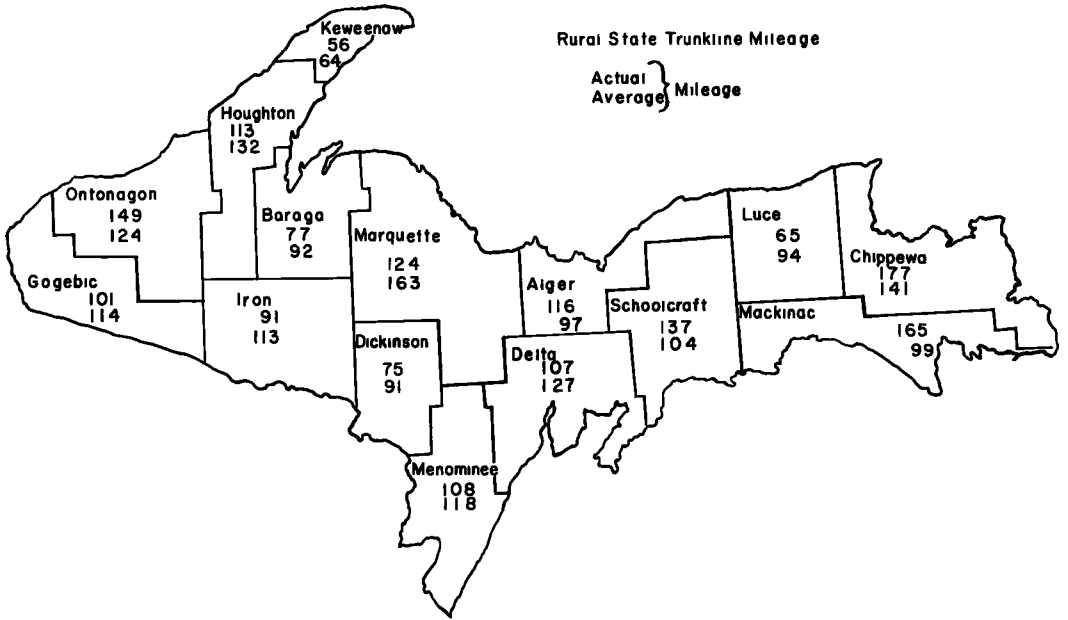 Keweenaw
56
64
Rural State Trunkline Mileage
Actual
Average } Mileage
Houghton
113
132
Ontonagon
149
124
Baraga
77
92
Marquette
124
163
Luce
65
94
Chippewa
177
141
Gogebic
101
114
Iron
91
113
Alger
116
97
Schoolcraft
137
104
Mackinac
165
99
Dickinson
75
91
Delta
107
127
Menominee
108
118